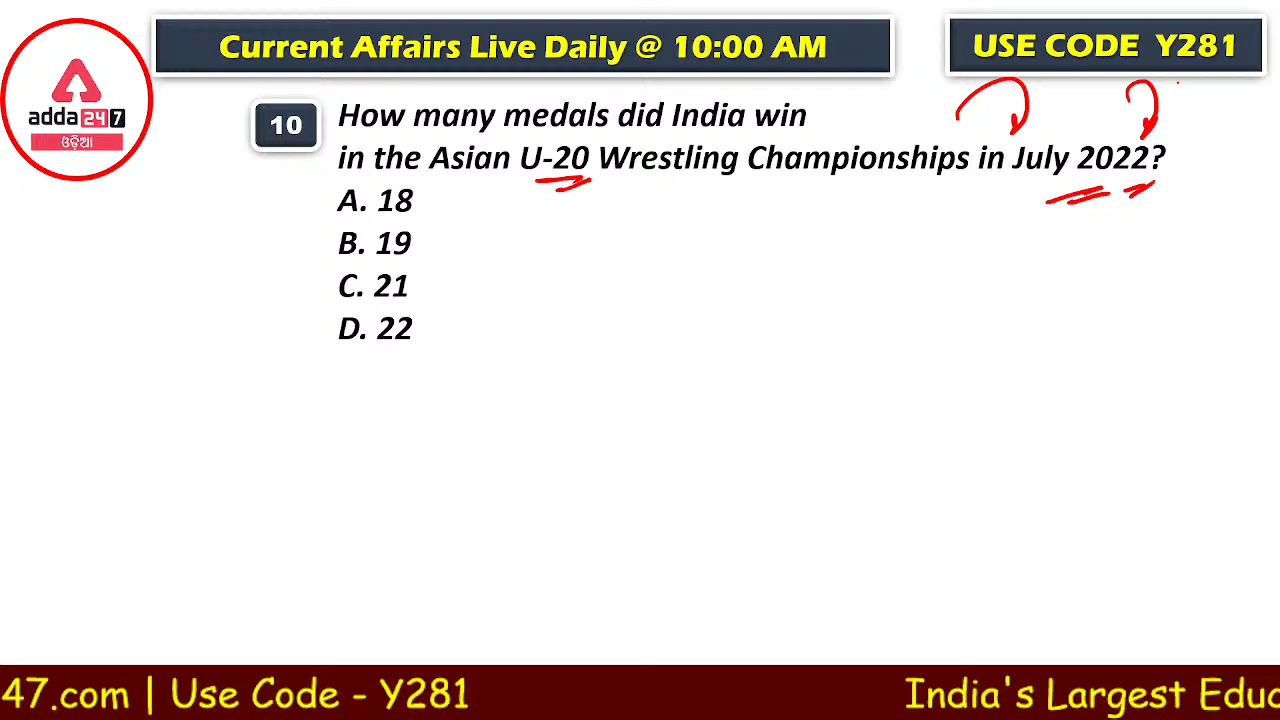 Current Affairs Live Daily @ 10:00 AM
USE CODE Y281
adda 247
ଓଡ଼ିଆ
10
How many medals did India win
in the Asian U-20 Wrestling Championships in July 2022?
A. 18
B. 19
C. 21
D. 22
47.com | Use Code - Y281
India's Largest Educ